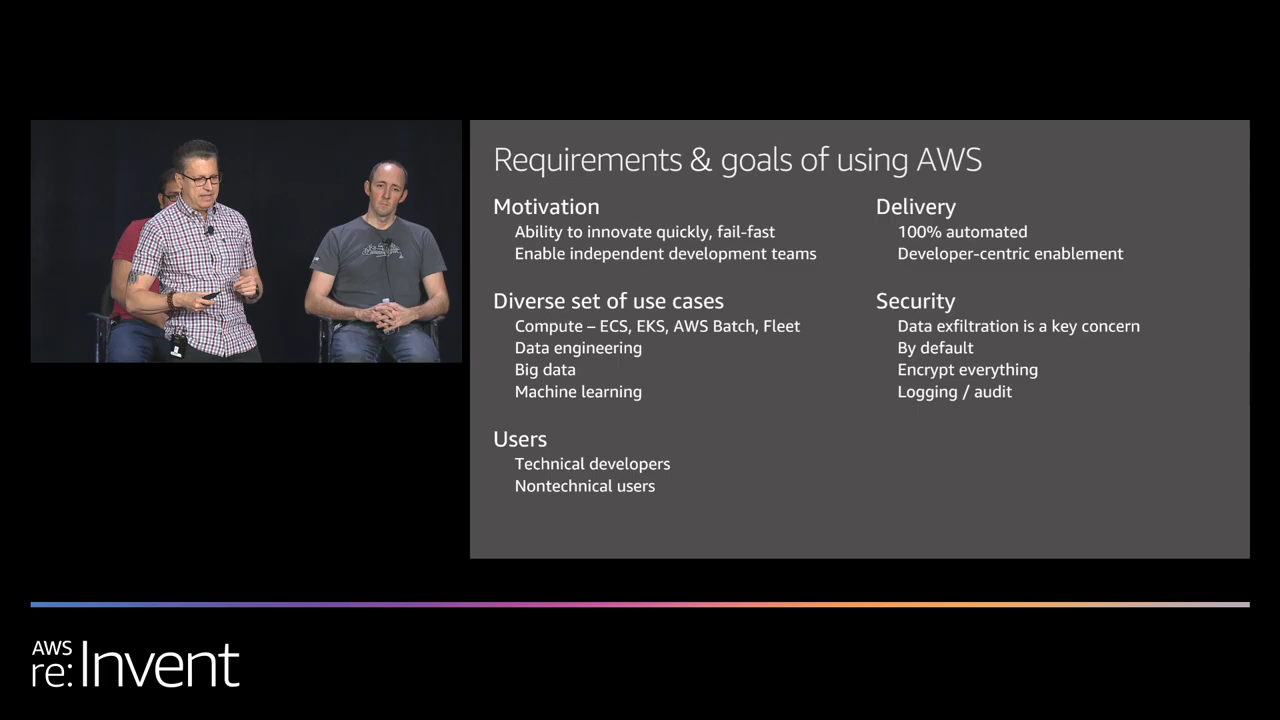 Requirements & goals of using AWS
Motivation
Ability to innovate quickly, fail-fast
Enable independent development teams
Diverse set of use cases
Compute – ECS, EKS, AWS Batch, Fleet
Data engineering
Big data
Machine learning
Users
Technical developers
Nontechnical users
Delivery
100% automated
Developer-centric enablement
Security
Data exfiltration is a key concern
By default
Encrypt everything
Logging / audit
AWS
re:Invent